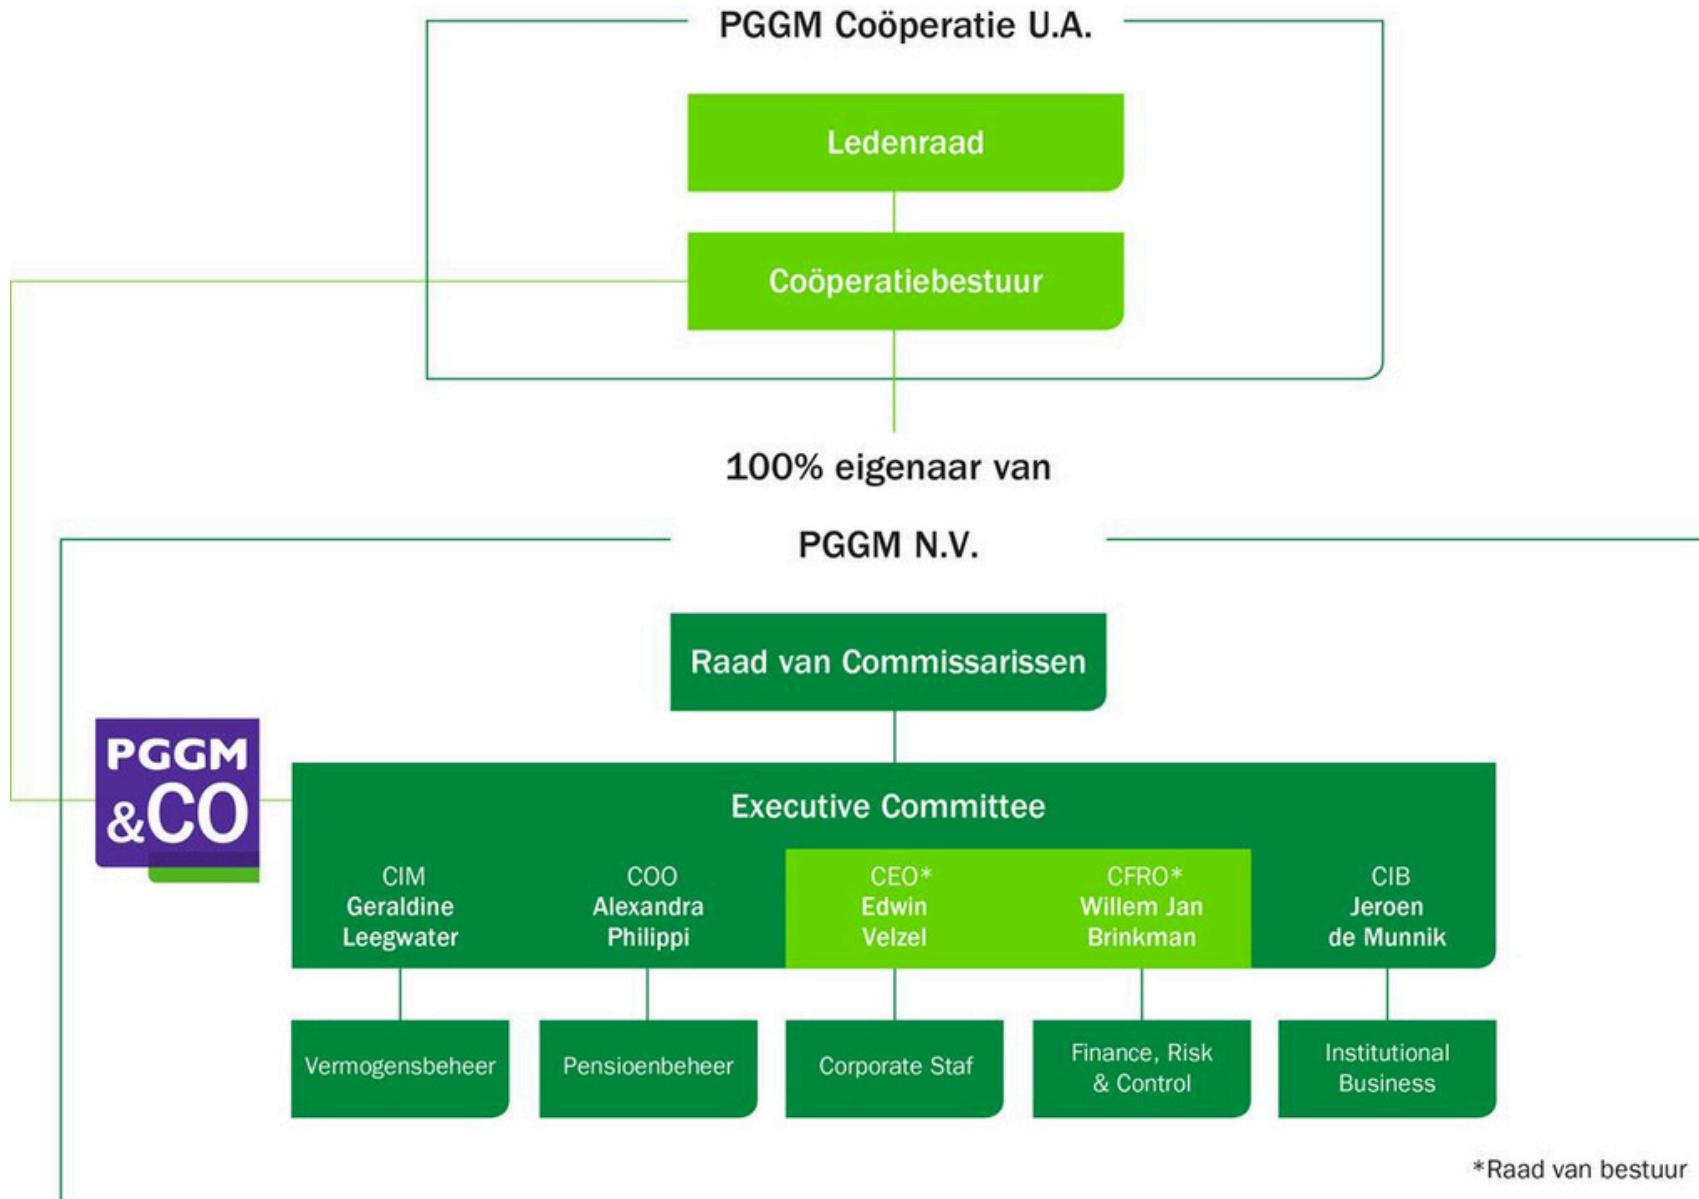 PGGM Coöperatie U.A.
Ledenraad
Coöperatiebestuur
100% eigenaar van
PGGM N.V.
Raad van Commissarissen
PGGM
&CO
Executive Committee
CIM
Geraldine
Leegwater
COO
Alexandra
Philippi
CEO*
Edwin
Velzel
CFRO*
Willem Jan
Brinkman
CIB
Jeroen
de Munnik
Vermogensbeheer
Pensioenbeheer
Corporate Staf
Finance, Risk
& Control
Institutional
Business
*Raad van bestuur